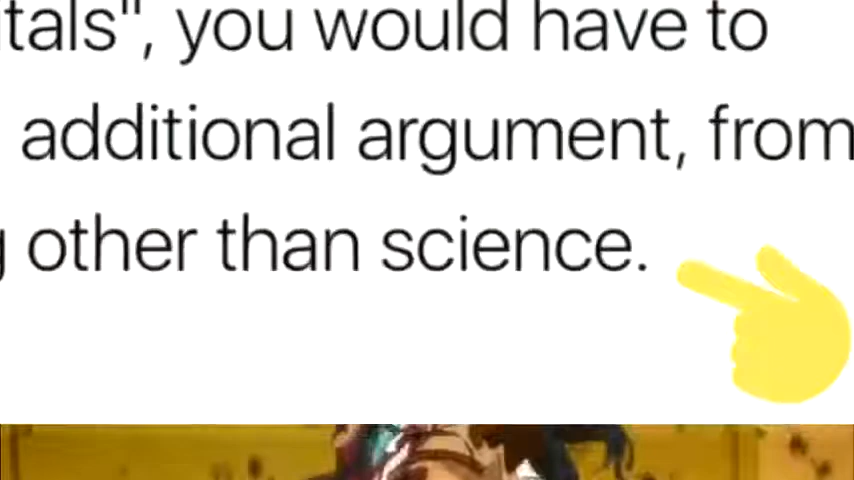 tals", you would have to
additional argument, from
other than science.